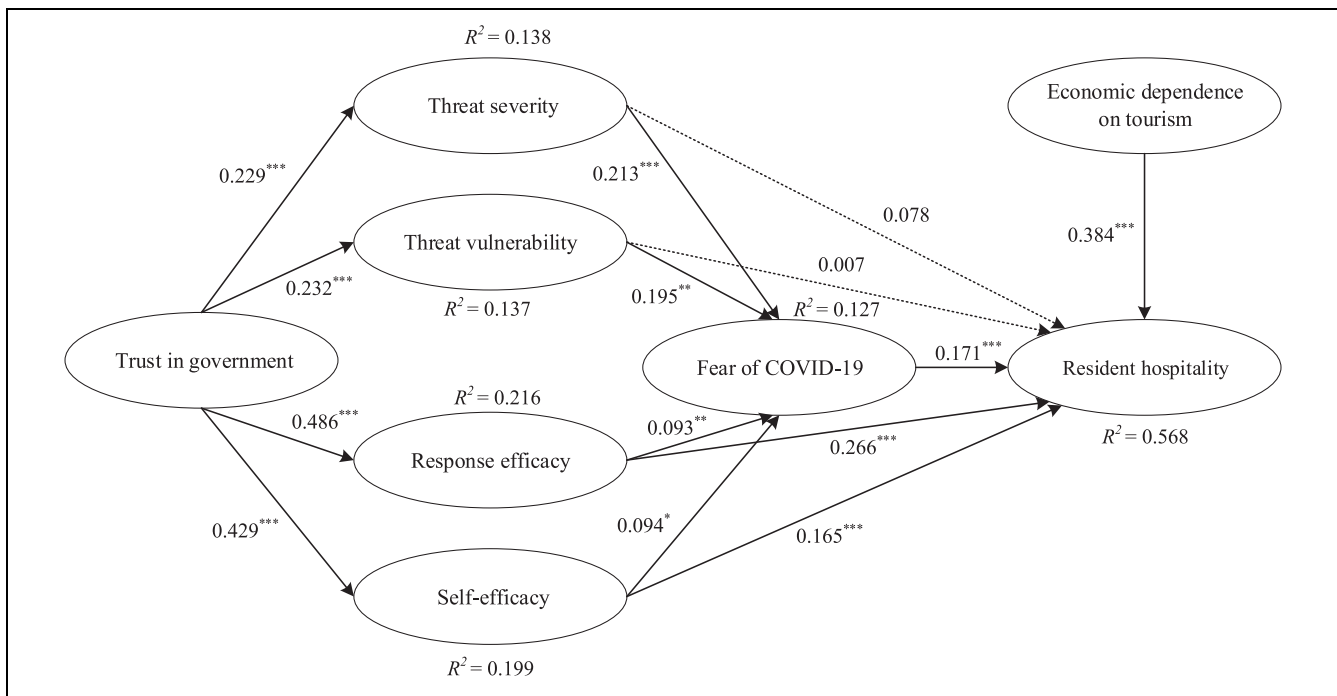 R² = 0.138
Threat severity
Economic dependence
on tourism
0.229***
0.213***
0.078
Threat vulnerability
0.384***
0.007
0.232***
R² = 0.137
0.195**
R² = 0.127
Trust in government
Fear of COVID-19
0.171***
Resident hospitality
R² = 0.216
0.486***
0.093**
0.266***
R² = 0.568
Response efficacy
0.429***
0.094*
0.165***
Self-efficacy
R² = 0.199